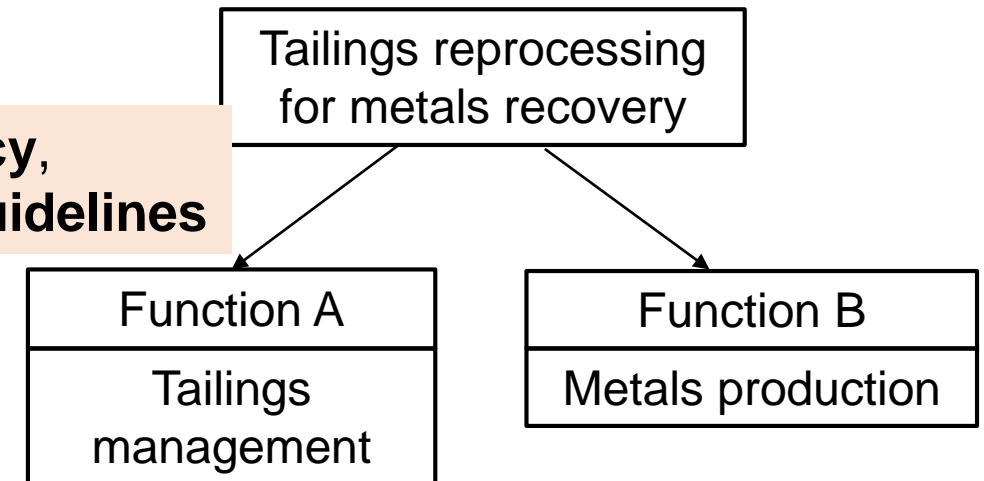 Tailings reprocessing
for metals recovery
cy,
uidelines
Function A
Tailings
management
Function B
Metals production